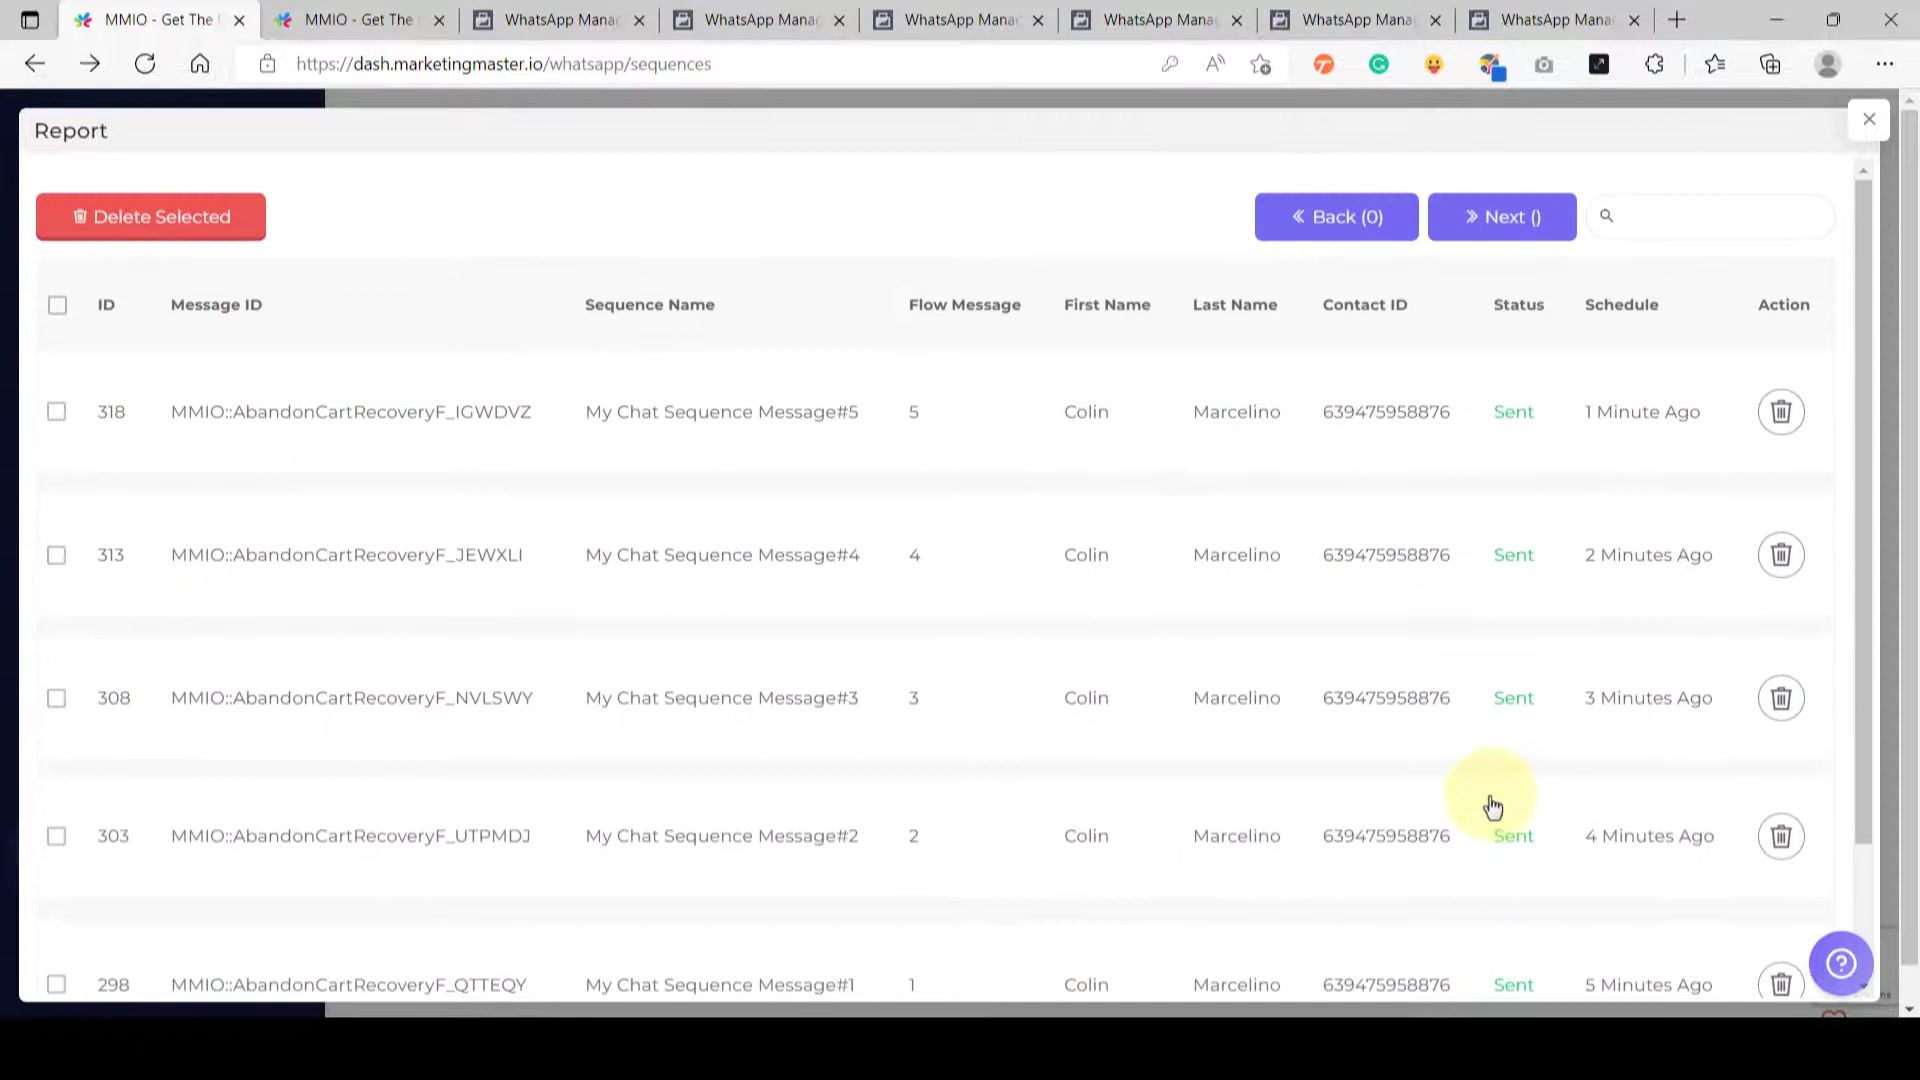 MMIO - Get The
MMIO - Get The
WhatsApp Mana
WhatsApp Mana
WhatsApp Mana
WhatsApp Mana
WhatsApp Mana
WhatsApp Mana
https://dash.marketingmaster.io/whatsapp/sequences
Report
Delete Selected
Back (0)
Next ()
ID Message ID Sequence Name Flow Message First Name Last Name Contact ID Status Schedule Action
318 MMIO::AbandonCartRecoveryF_IGWDVZ My Chat Sequence Message#5 5 Colin Marcelino 639475958876 Sent 1 Minute Ago
313 MMIO::AbandonCartRecoveryF_JEWXLI My Chat Sequence Message#4 4 Colin Marcelino 639475958876 Sent 2 Minutes Ago
308 MMIO::AbandonCartRecoveryF_NVLSWY My Chat Sequence Message#3 3 Colin Marcelino 639475958876 Sent 3 Minutes Ago
303 MMIO::AbandonCartRecoveryF_UTPMDJ My Chat Sequence Message#2 2 Colin Marcelino 639475958876 Sent 4 Minutes Ago
298 MMIO::AbandonCartRecoveryF_QTTEQY My Chat Sequence Message#1 1 Colin Marcelino 639475958876 Sent 5 Minutes Ago